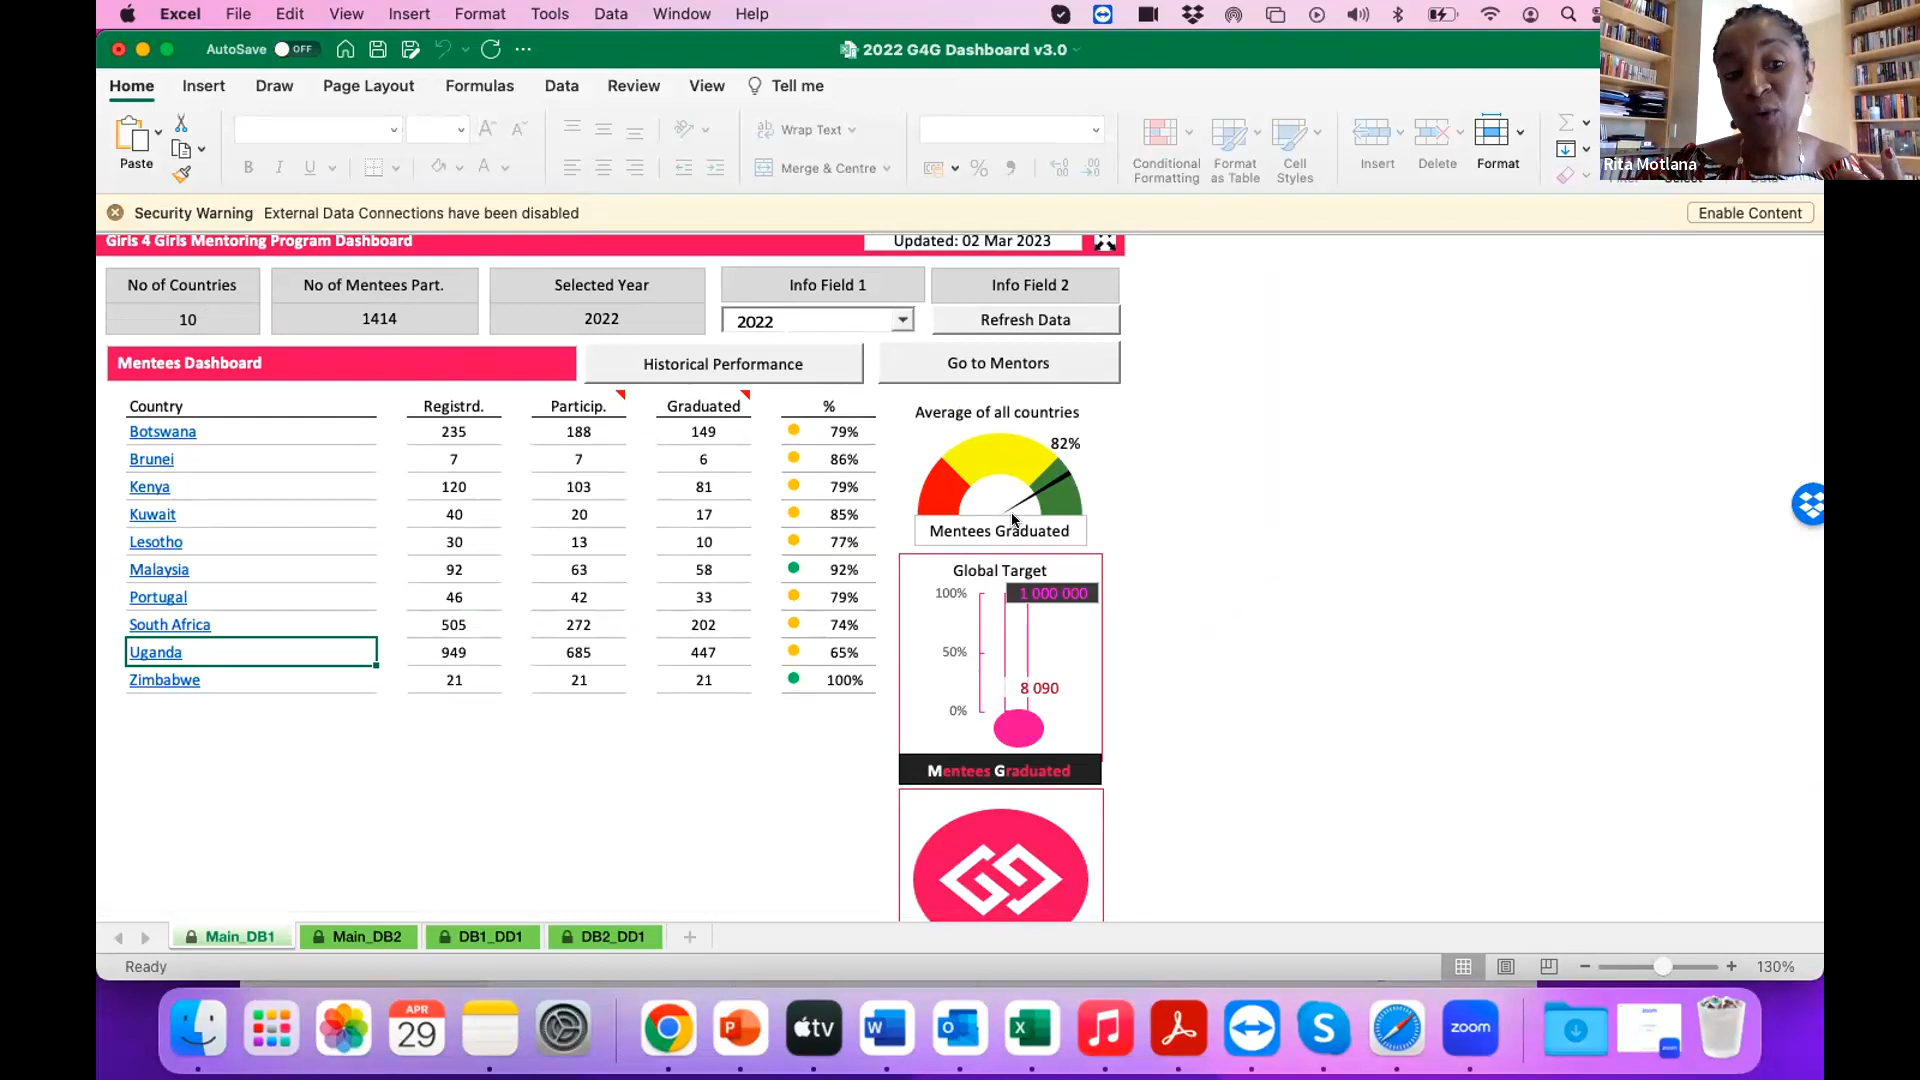 Excel File Edit View Insert Format Tools Data Window Help
AutoSave OFF
2022 G4G Dashboard v3.0
Home Insert Draw Page Layout Formulas Data Review View Tell me
Paste
B I U
A
ab Wrap Text
Merge & Centre
%
Conditional Formatting
Format as Table
Cell Styles
Insert
Delete
Format
Rita Motlana
Security Warning External Data Connections have been disabled
Enable Content
Girls 4 Girls Mentoring Program Dashboard
Updated: 02 Mar 2023
No of Countries No of Mentees Part. Selected Year Info Field 1 Info Field 2
10 1414 2022 2022 Refresh Data
Mentees Dashboard Historical Performance Go to Mentors
Country Registrd. Particip. Graduated %
Botswana 235 188 149 79%
Brunei 7 7 6 86%
Kenya 120 103 81 79%
Kuwait 40 20 17 85%
Lesotho 30 13 10 77%
Malaysia 92 63 58 92%
Portugal 46 42 33 79%
South Africa 505 272 202 74%
Uganda 949 685 447 65%
Zimbabwe 21 21 21 100%
Average of all countries
82%
Mentees Graduated
Global Target
100% 1 000 000
50%
8 090
0%
Mentees Graduated
Main_DB1 Main_DB2 DB1_DD1 DB2_DD1
Ready
130%
APR
29
P
tv
W
O
X
S
zoom